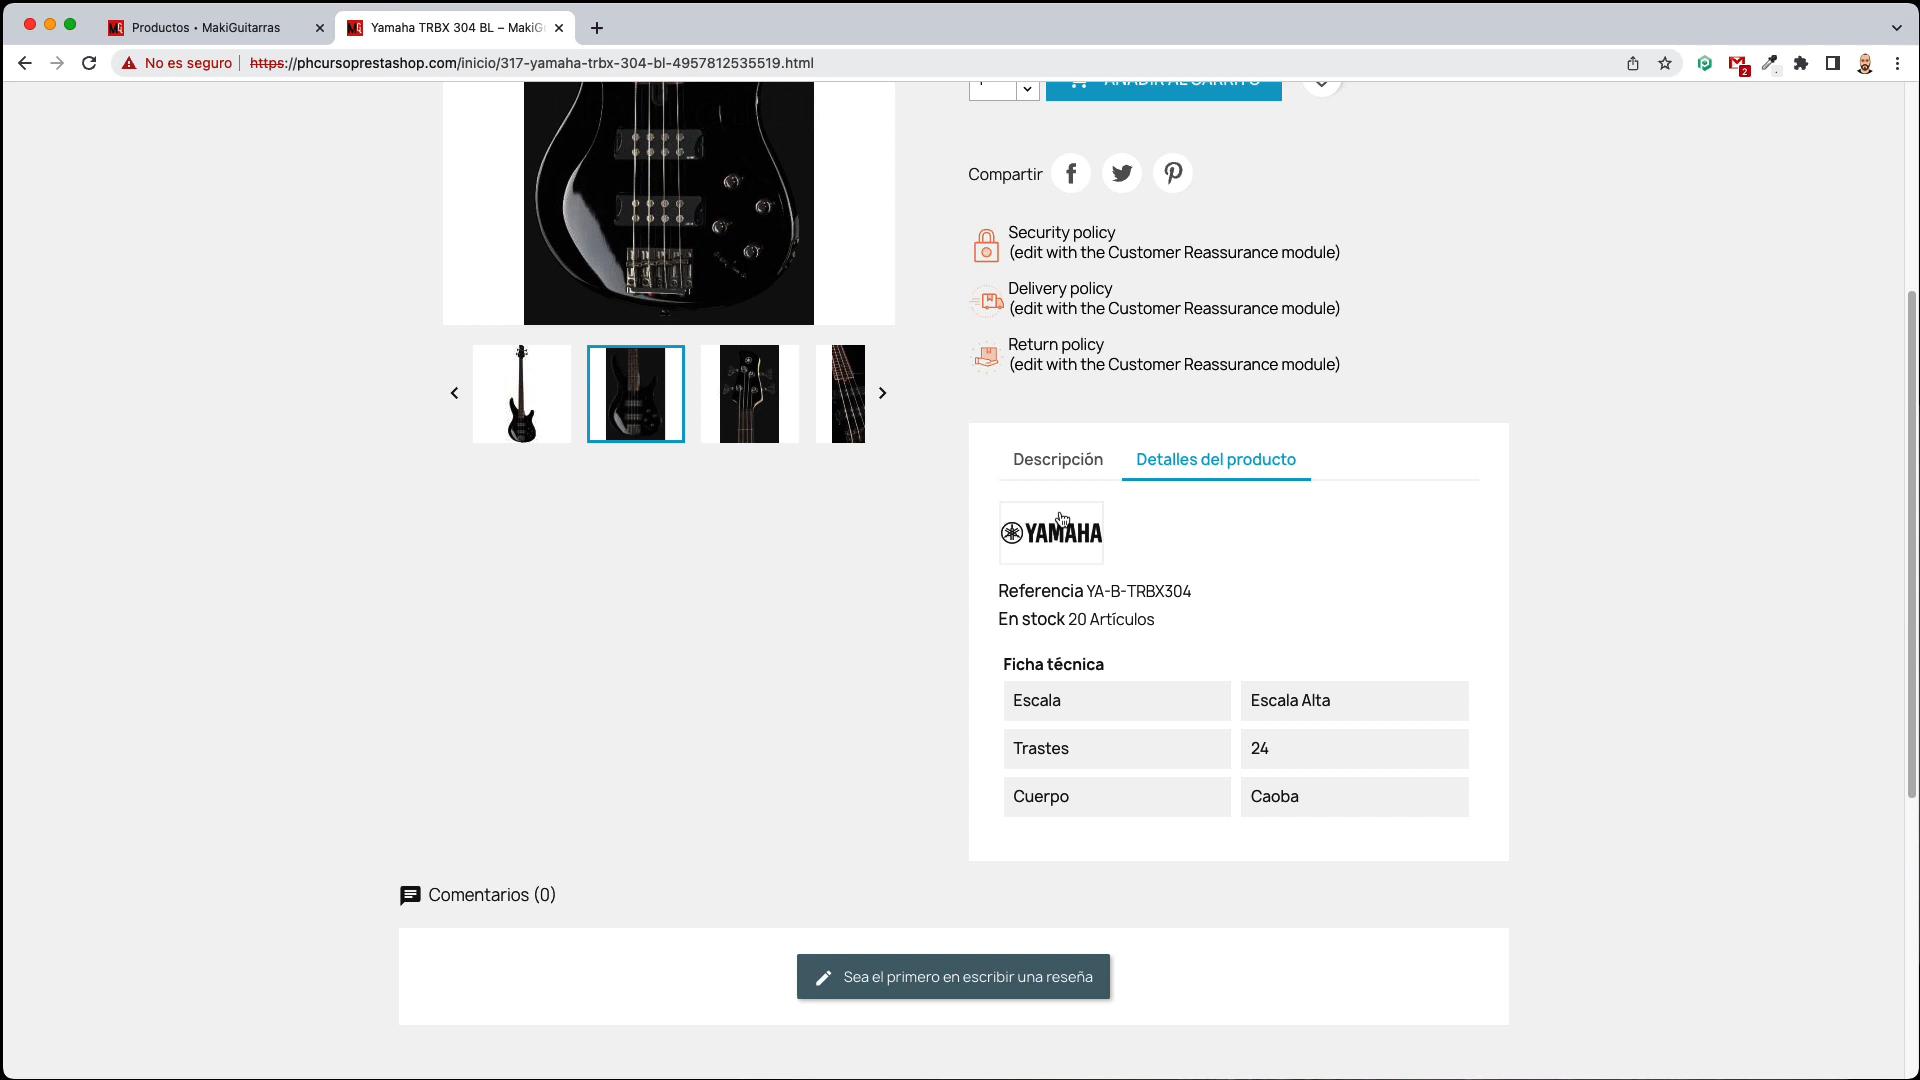 Productos • MakiGuitarras
Yamaha TRBX 304 BL – MakiG
No es seguro
https://phcursoprestashop.com/inicio/317-yamaha-trbx-304-bl-4957812535519.html
2
AÑADIR AL CARRITO
Compartir
Security policy
(edit with the Customer Reassurance module)
Delivery policy
(edit with the Customer Reassurance module)
Return policy
(edit with the Customer Reassurance module)
Descripción
Detalles del producto
YAMAHA
Referencia YA-B-TRBX304
En stock 20 Artículos
Ficha técnica
Escala
Escala Alta
Trastes
24
Cuerpo
Caoba
Comentarios (0)
Sea el primero en escribir una reseña